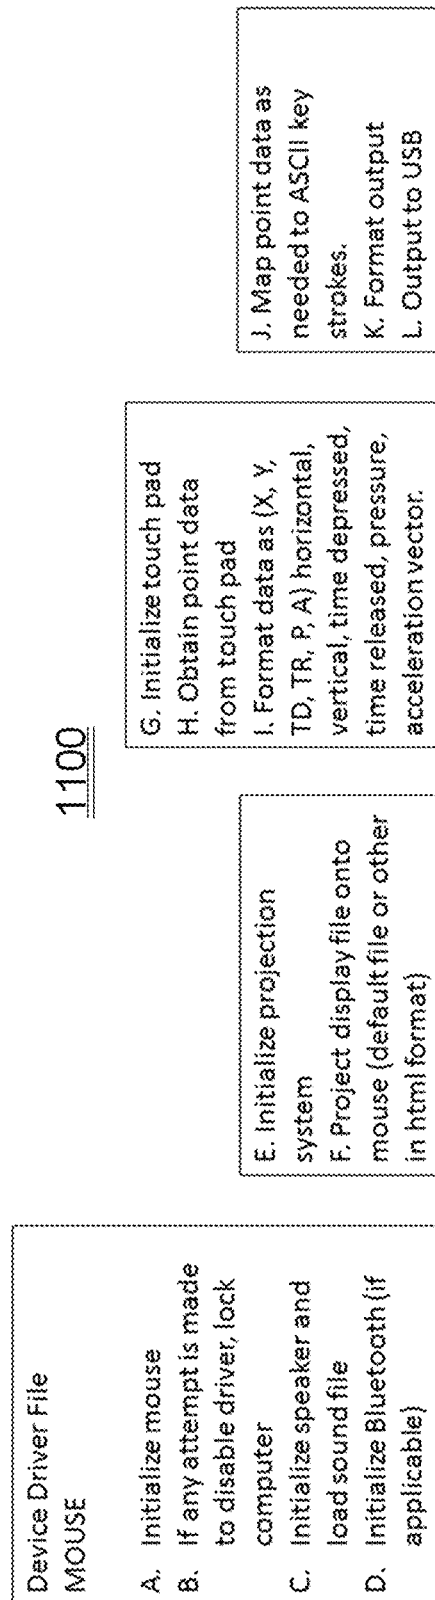 1100
Device Driver File
MOUSE
A. Initialize mouse
B. If any attempt is made
to disable driver, lock
computer
C. Initialize speaker and
load sound file
D. Initialize Bluetooth (if
applicable)
E. Initialize projection
system
F. Project display file onto
mouse (default file or other
in html format)
G. Initialize touch pad
H. Obtain point data
from touch pad
I. Format data as (X, Y,
TD, TR, P, A) horizontal,
vertical, time depressed,
time released, pressure,
acceleration vector.
J. Map point data as
needed to ASCII key
strokes.
K. Format output
L. Output to USB